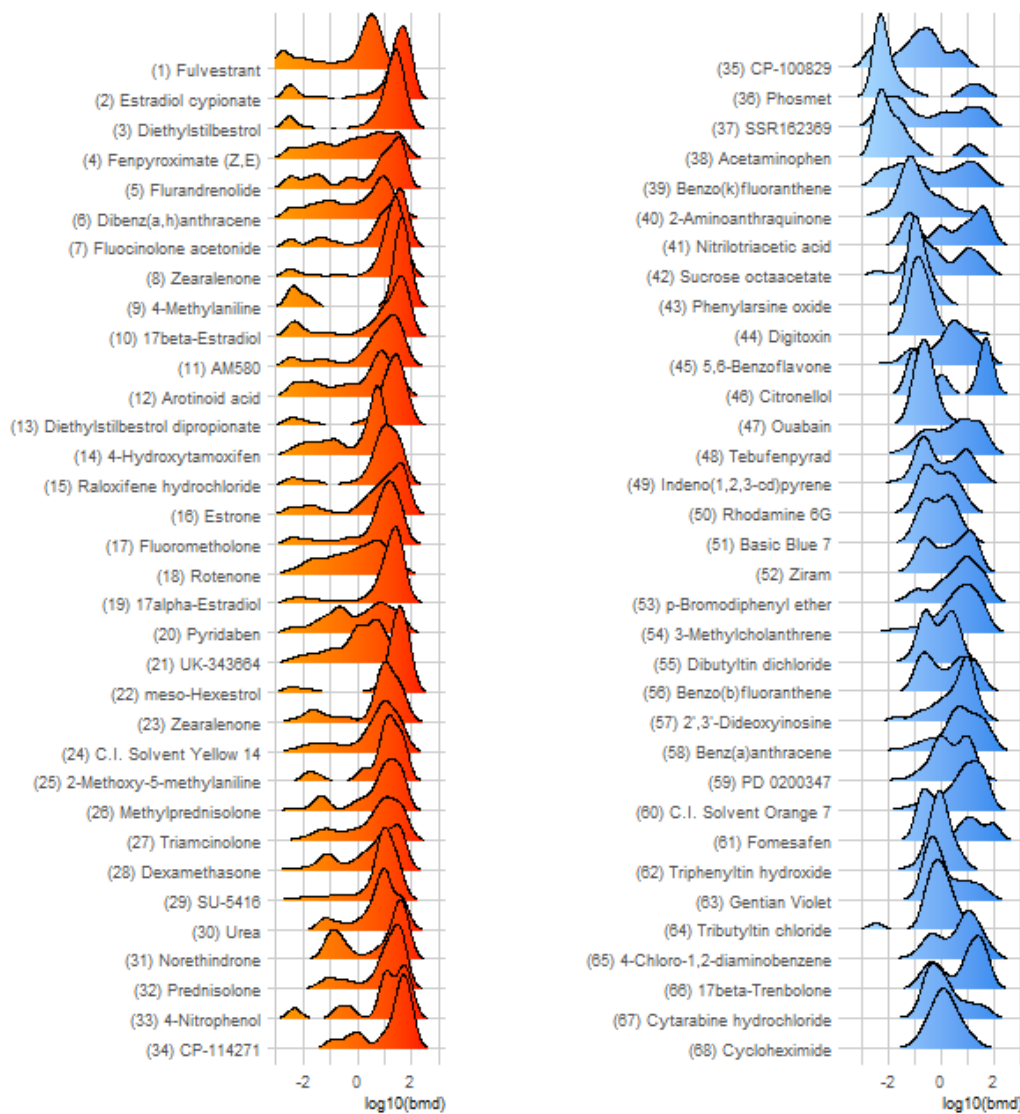 (1) Fulvestrant
(2) Estradiol cypionate
(3) Diethylstilbestrol
(4) Fenpyroximate (Z,E)
(5) Flurandrenolide
(6) Dibenz(a,h)anthracene
(7) Fluocinolone acetonide
(8) Zearalenone
(9) 4-Methylaniline
(10) 17beta-Estradiol
(11) AM580
(12) Arotinoid acid
(13) Diethylstilbestrol dipropionate
(14) 4-Hydroxytamoxifen
(15) Raloxifene hydrochloride
(16) Estrone
(17) Fluorometholone
(18) Rotenone
(19) 17alpha-Estradiol
(20) Pyridaben
(21) UK-343664
(22) meso-Hexestrol
(23) Zearalenone
(24) C.I. Solvent Yellow 14
(25) 2-Methoxy-5-methylaniline
(26) Methylprednisolone
(27) Triamcinolone
(28) Dexamethasone
(29) SU-5416
(30) Urea
(31) Norethindrone
(32) Prednisolone
(33) 4-Nitrophenol
(34) CP-114271
-2 0 2
log10(bmd)
(35) CP-100829
(36) Phosmet
(37) SSR162369
(38) Acetaminophen
(39) Benzo(k)fluoranthene
(40) 2-Aminoanthraquinone
(41) Nitrilotriacetic acid
(42) Sucrose octaacetate
(43) Phenylarsine oxide
(44) Digitoxin
(45) 5,6-Benzoflavone
(46) Citronellol
(47) Ouabain
(48) Tebufenpyrad
(49) Indeno(1,2,3-cd)pyrene
(50) Rhodamine 6G
(51) Basic Blue 7
(52) Ziram
(53) p-Bromodiphenyl ether
(54) 3-Methylcholanthrene
(55) Dibutyltin dichloride
(56) Benzo(b)fluoranthene
(57) 2',3'-Dideoxyinosine
(58) Benz(a)anthracene
(59) PD 0200347
(60) C.I. Solvent Orange 7
(61) Fomesafen
(62) Triphenyltin hydroxide
(63) Gentian Violet
(64) Tributyltin chloride
(65) 4-Chloro-1,2-diaminobenzene
(66) 17beta-Trenbolone
(67) Cytarabine hydrochloride
(68) Cycloheximide
-2 0 2
log10(bmd)